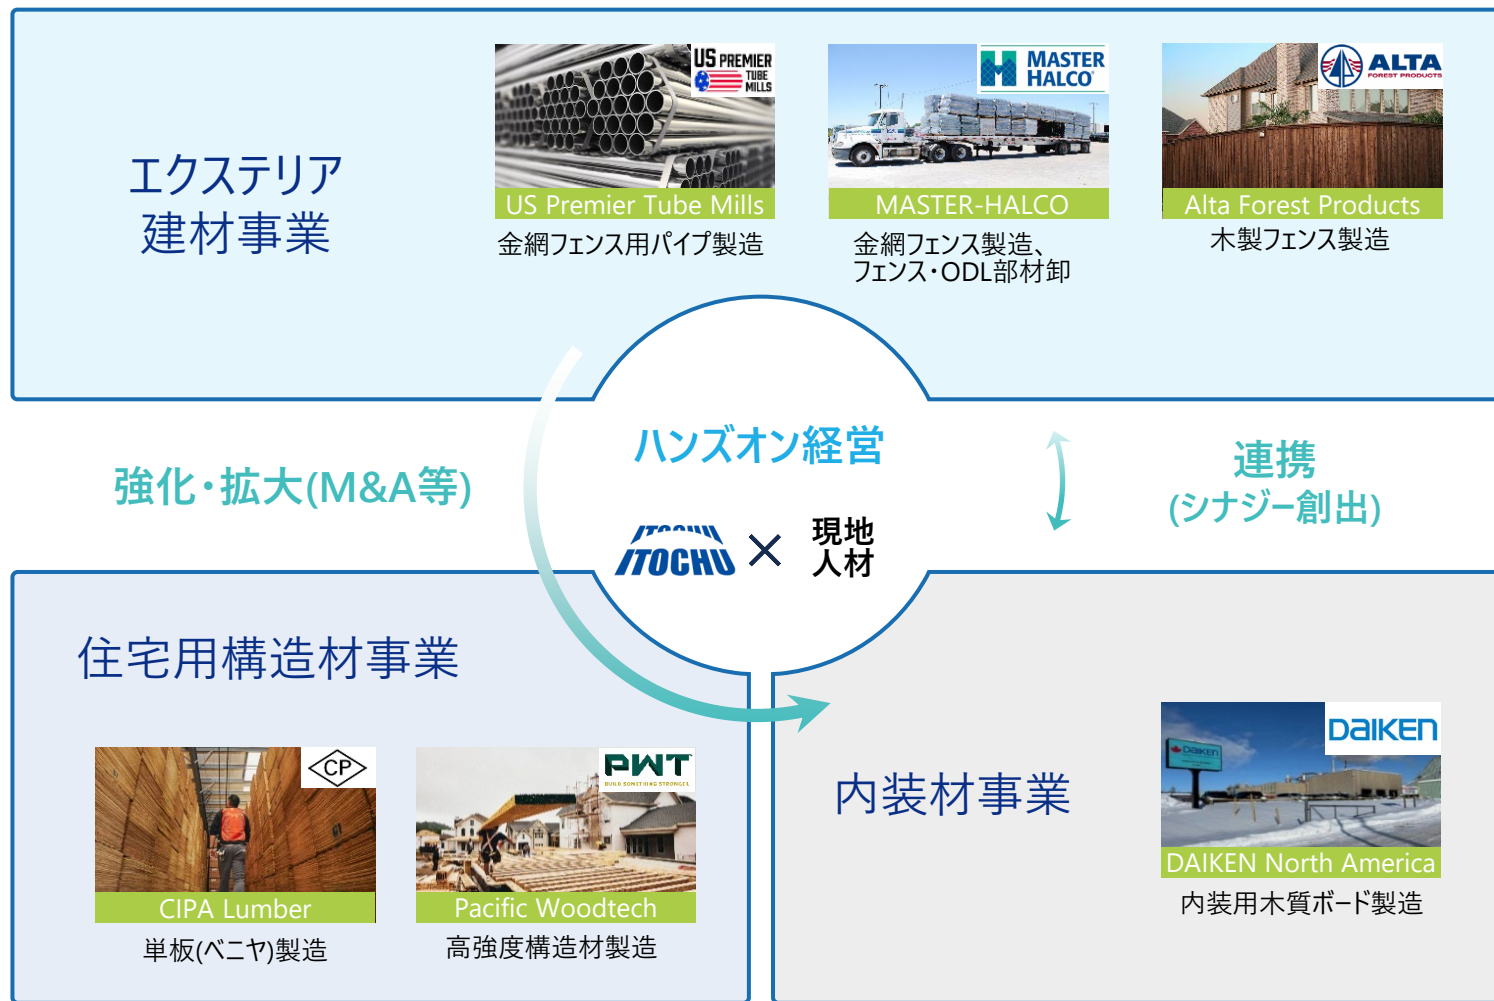 エクステリア
建材事業
US PREMIER
TUBE
MILLS
US Premier Tube Mills
金網フェンス用パイプ製造
MASTER
HALCO
MASTER-HALCO
金網フェンス製造、
フェンス・ODL部材卸
ALTA
FOREST PRODUCTS
Alta Forest Products
木製フェンス製造
強化・拡大(M&A等)
ハンズオン経営
ITOCHU
ITOCHU
×
現地
人材
連携
(シナジー創出)
住宅用構造材事業
CP
CIPA Lumber
単板(ベニヤ)製造
PWT
BUILD SOMETHING STRONGER.
Pacific Woodtech
高強度構造材製造
内装材事業
DAIKEN
DAIKEN
DAIKEN North America
内装用木質ボード製造